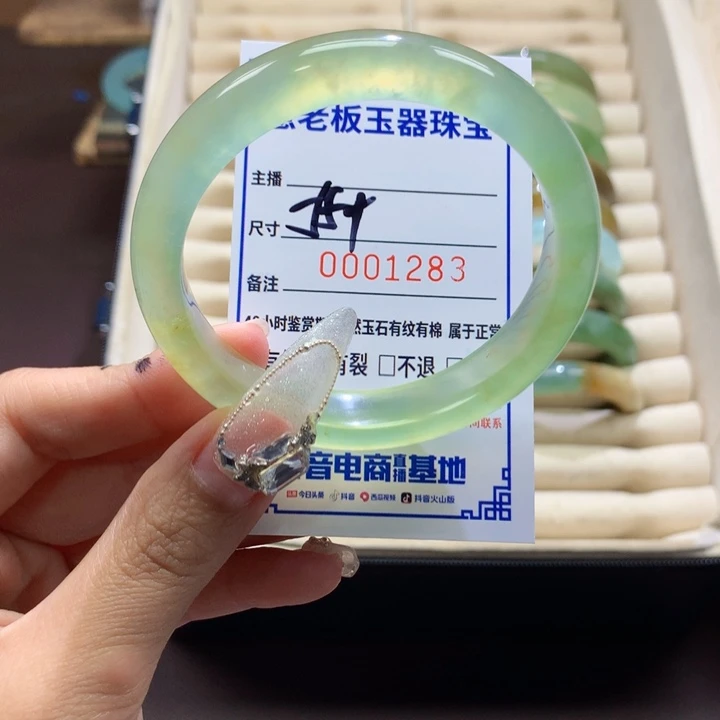 老板玉器珠宝
主播
尺寸
0001283
备注
小时鉴赏 然玉石有纹有棉 属于正常
裂 □不退 □
联系
音电商直播基地
今日头条 抖音 西瓜视频 抖音火山版